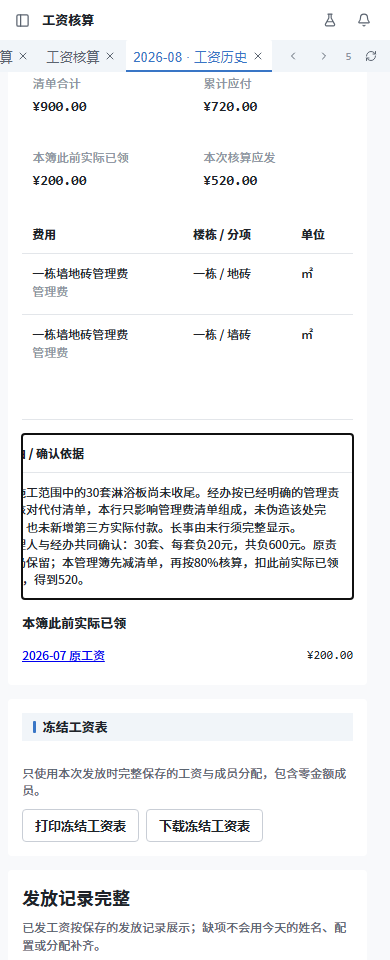 工资核算
算 × 工资核算 × 2026-08 · 工资历史 × 5
清单合计 累计应付
¥900.00 ¥720.00
本簿此前实际已领 本次核算应发
¥200.00 ¥520.00
费用 楼栋 / 分项 单位
一栋墙地砖管理费 一栋 / 地砖 ㎡
管理费
一栋墙地砖管理费 一栋 / 墙砖 ㎡
管理费
/ 确认依据
工范围中的30套淋浴板尚未收尾。经办按已经明确的管理责
对代付清单，本行只影响管理费清单组成，未伪造该处完
也未新增第三方实际付款。长事由末行须完整显示。
人与经办共同确认：30套、每套负20元，共负600元。原责
保留；本管理簿先减清单，再按80%核算，扣此前实际已领
，得到520。
本簿此前实际已领
2026-07 原工资 ¥200.00
冻结工资表
只使用本次发放时完整保存的工资与成员分配，包含零金额成
员。
打印冻结工资表 下载冻结工资表
发放记录完整
已发工资按保存的发放记录展示；缺项不会用今天的姓名、配
置或分配补齐。